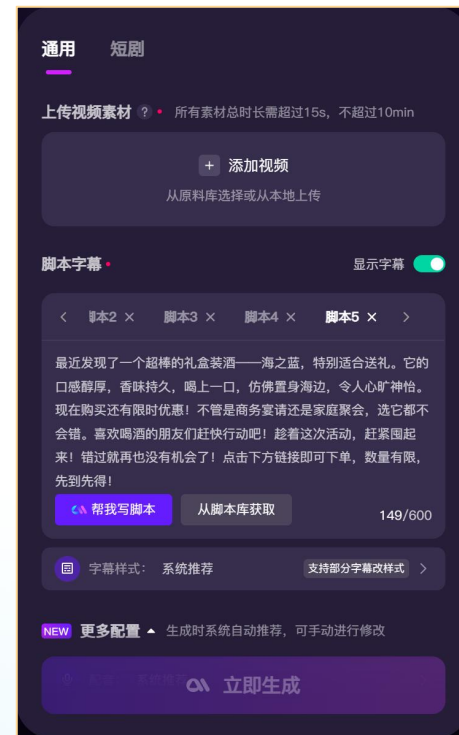 通用 短剧
上传视频素材 ? • 所有素材总时长需超过15s，不超过10min
+ 添加视频
从原料库选择或从本地上传
脚本字幕 • 显示字幕
< 脚本2 × 脚本3 × 脚本4 × 脚本5 × >
最近发现了一个超棒的礼盒装酒——海之蓝，特别适合送礼。它的
口感醇厚，香味持久，喝上一口，仿佛置身海边，令人心旷神怡。
现在购买还有限时优惠！不管是商务宴请还是家庭聚会，选它都不
会错。喜欢喝酒的朋友们赶快行动吧！趁着这次活动，赶紧囤起
来！错过就再也没有机会了！点击下方链接即可下单，数量有限，
先到先得！
帮我写脚本 从脚本库获取 149/600
字幕样式： 系统推荐 支持部分字幕改样式 >
NEW 更多配置 生成时系统自动推荐，可手动进行修改
立即生成